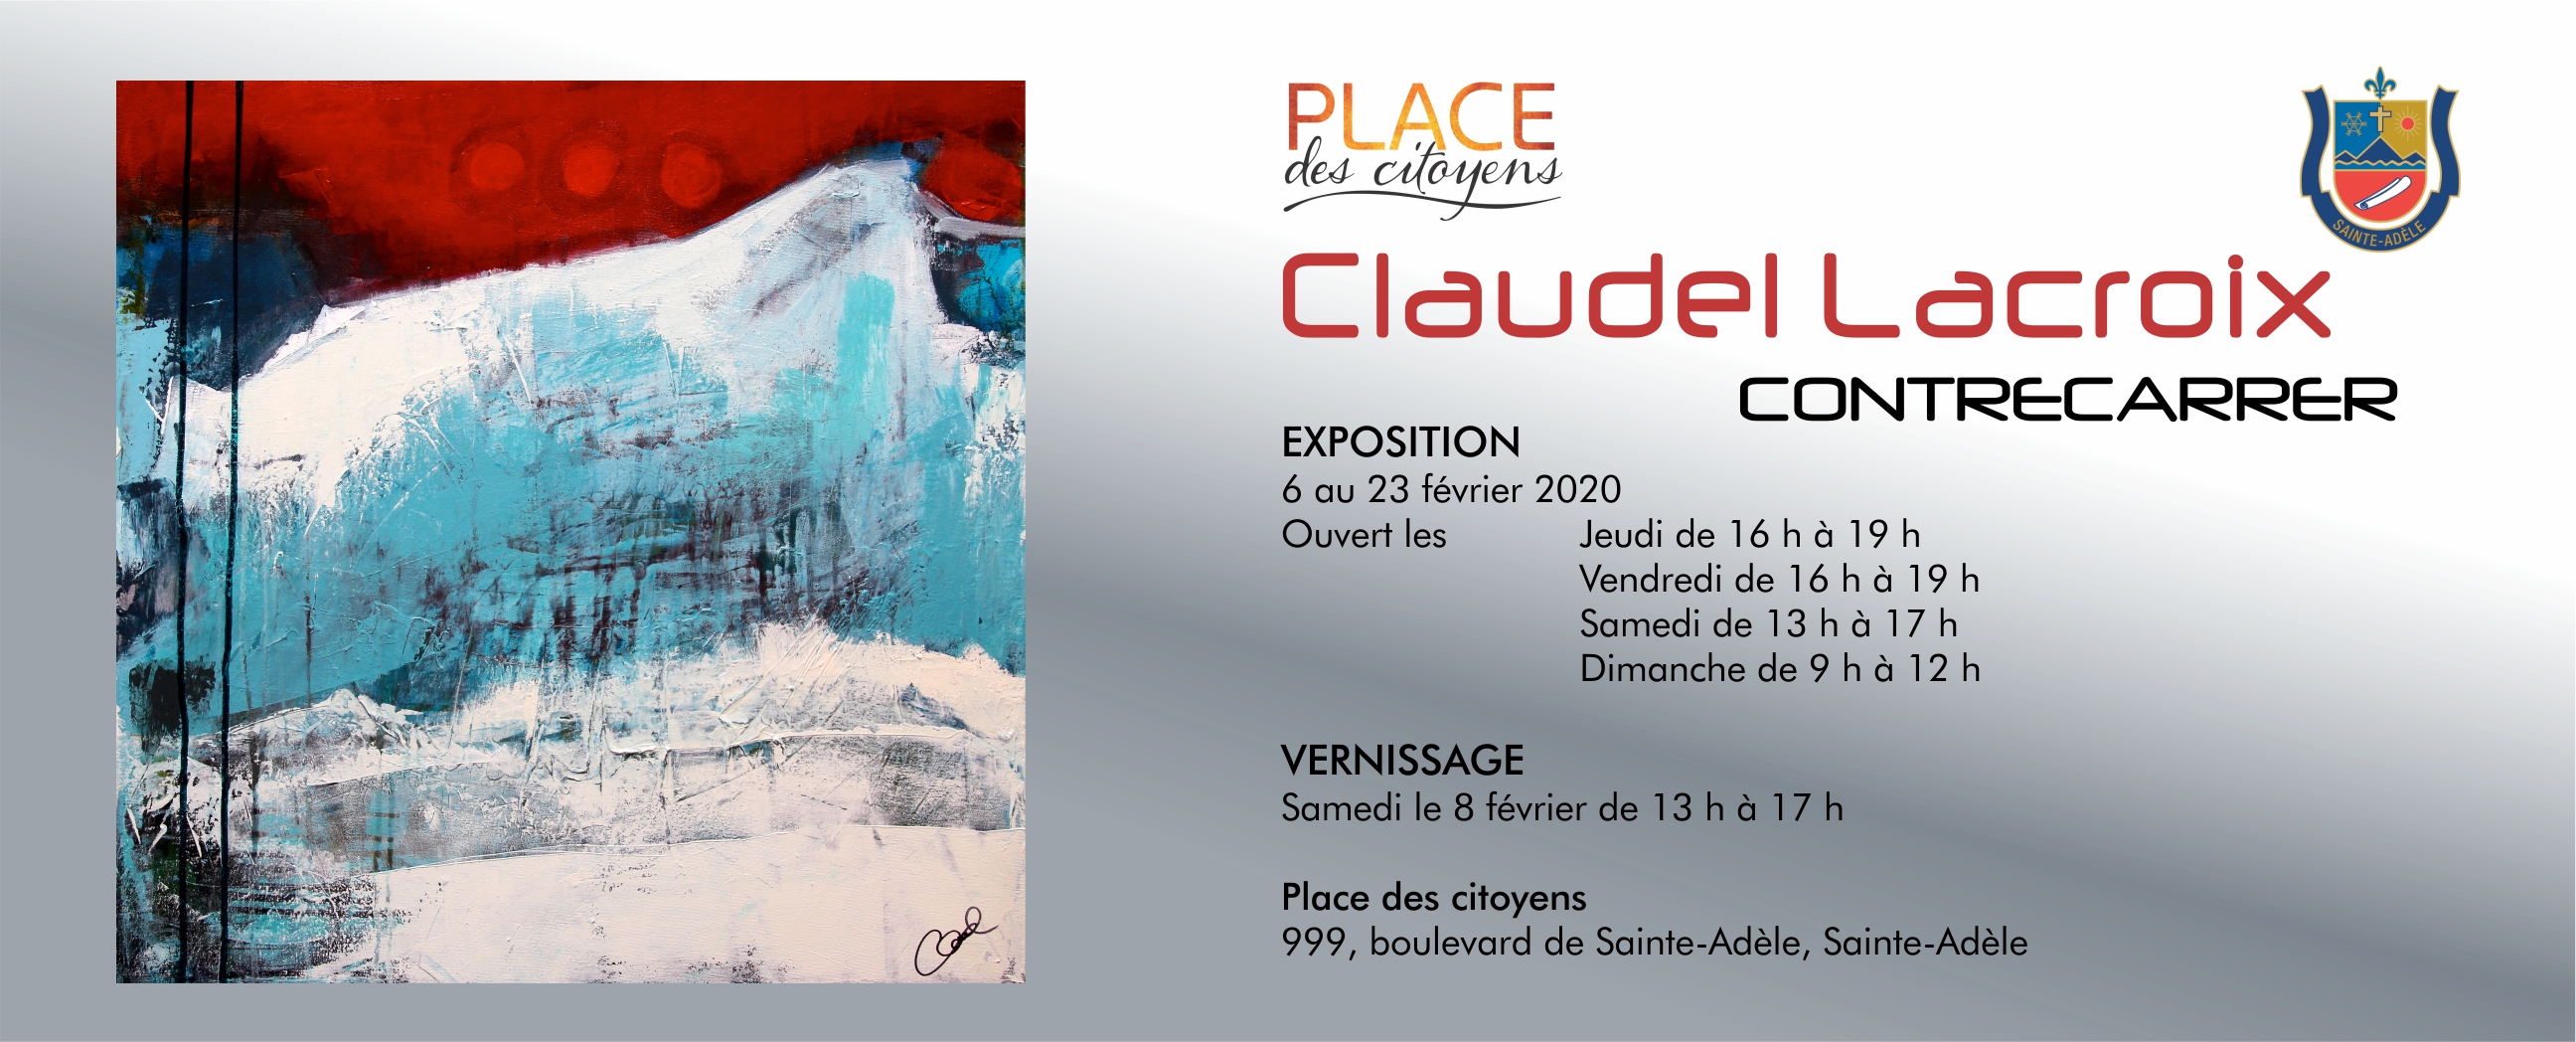 PLACE
des citoyens
SAINTE-ADÈLE
Claudel Lacroix
CONTRECARRER
EXPOSITION
6 au 23 février 2020
Ouvert les Jeudi de 16 h à 19 h
Vendredi de 16 h à 19 h
Samedi de 13 h à 17 h
Dimanche de 9 h à 12 h
VERNISSAGE
Samedi le 8 février de 13 h à 17 h
Place des citoyens
999, boulevard de Sainte-Adèle, Sainte-Adèle